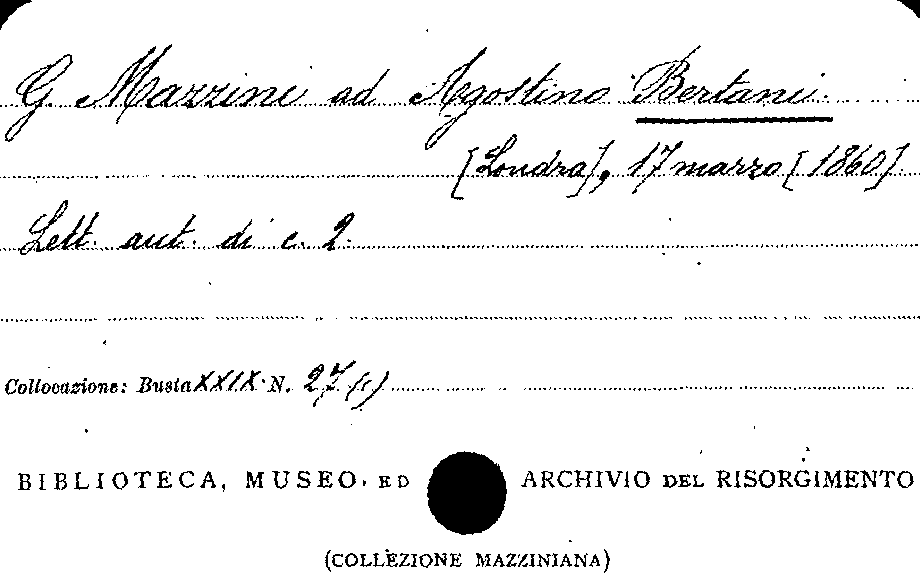 G. Mazzini ad Agostino Bertani.
[Londra], 17 marzo [1860]
Lett. aut. di c. 2.
Collocazione: Busta XXIX. N. 27 (1)
BIBLIOTECA, MUSEO, ED ARCHIVIO DEL RISORGIMENTO
(COLLEZIONE MAZZINIANA)